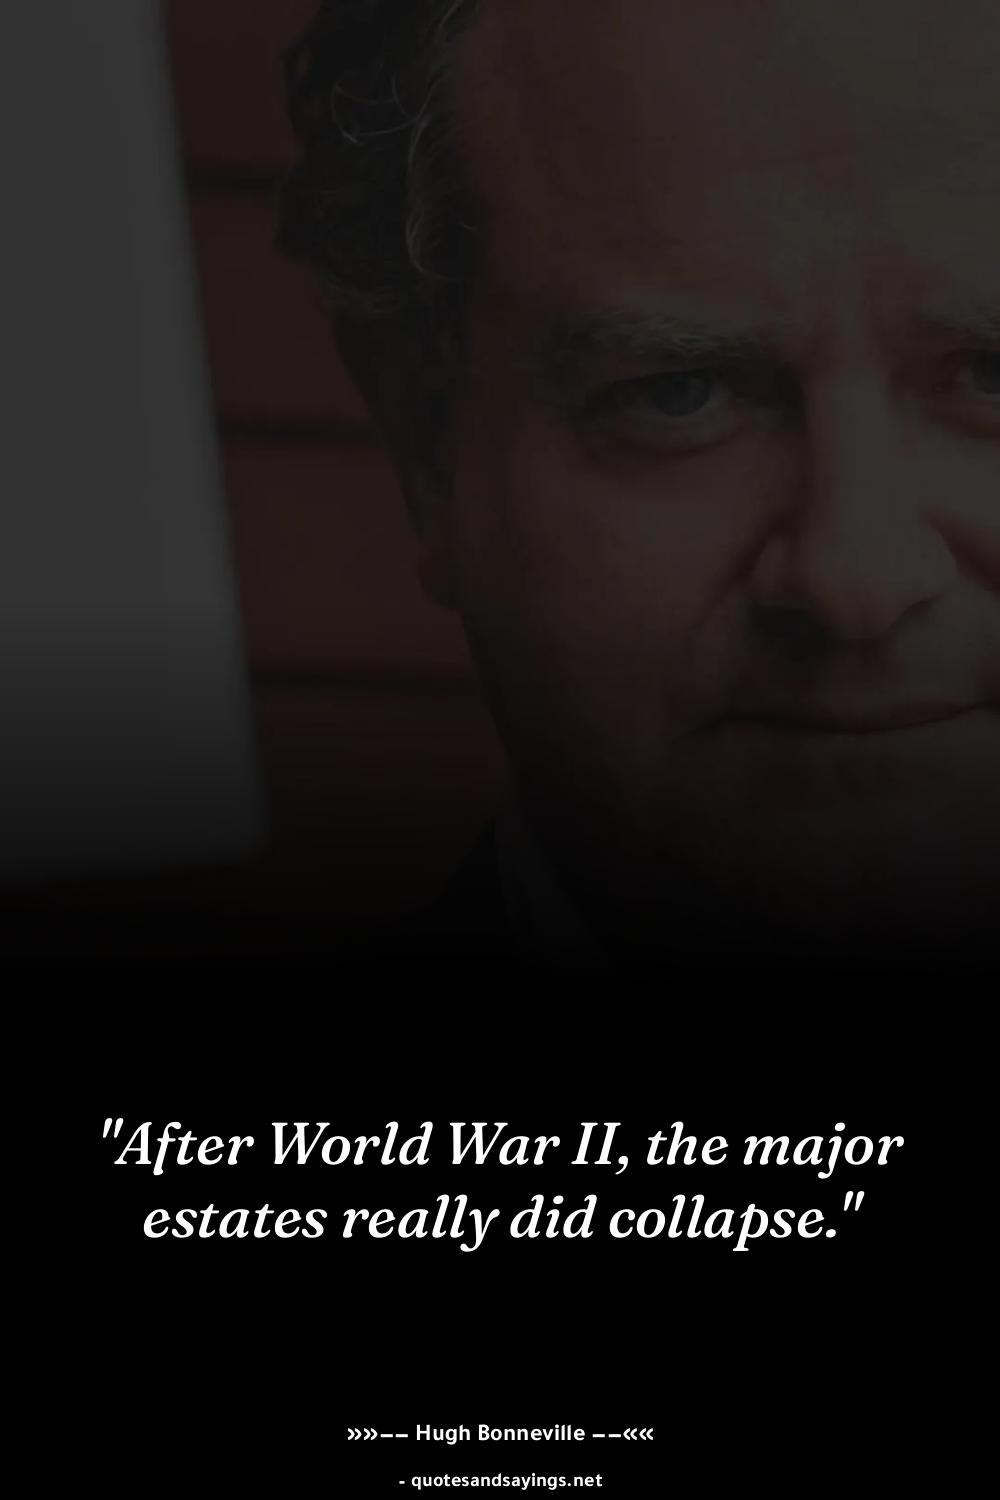 "After World War II, the major
estates really did collapse."
»»—— Hugh Bonneville ——««
- quotesandsayings.net